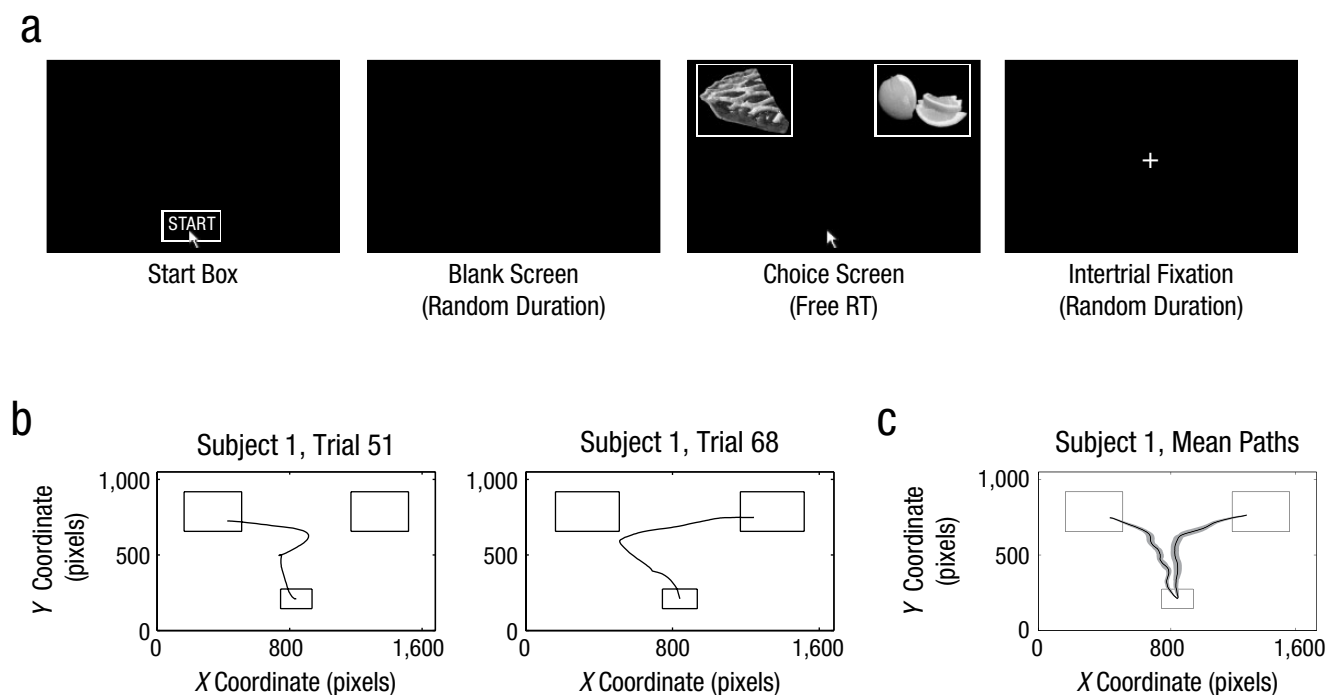 a
START
Start Box
Blank Screen
(Random Duration)
Choice Screen
(Free RT)
Intertrial Fixation
(Random Duration)
b
Subject 1, Trial 51
1,000
500
0
0
800
1,600
Y Coordinate
(pixels)
X Coordinate (pixels)
Subject 1, Trial 68
1,000
500
0
0
800
1,600
X Coordinate (pixels)
c
Subject 1, Mean Paths
1,000
500
0
0
800
1,600
Y Coordinate
(pixels)
X Coordinate (pixels)